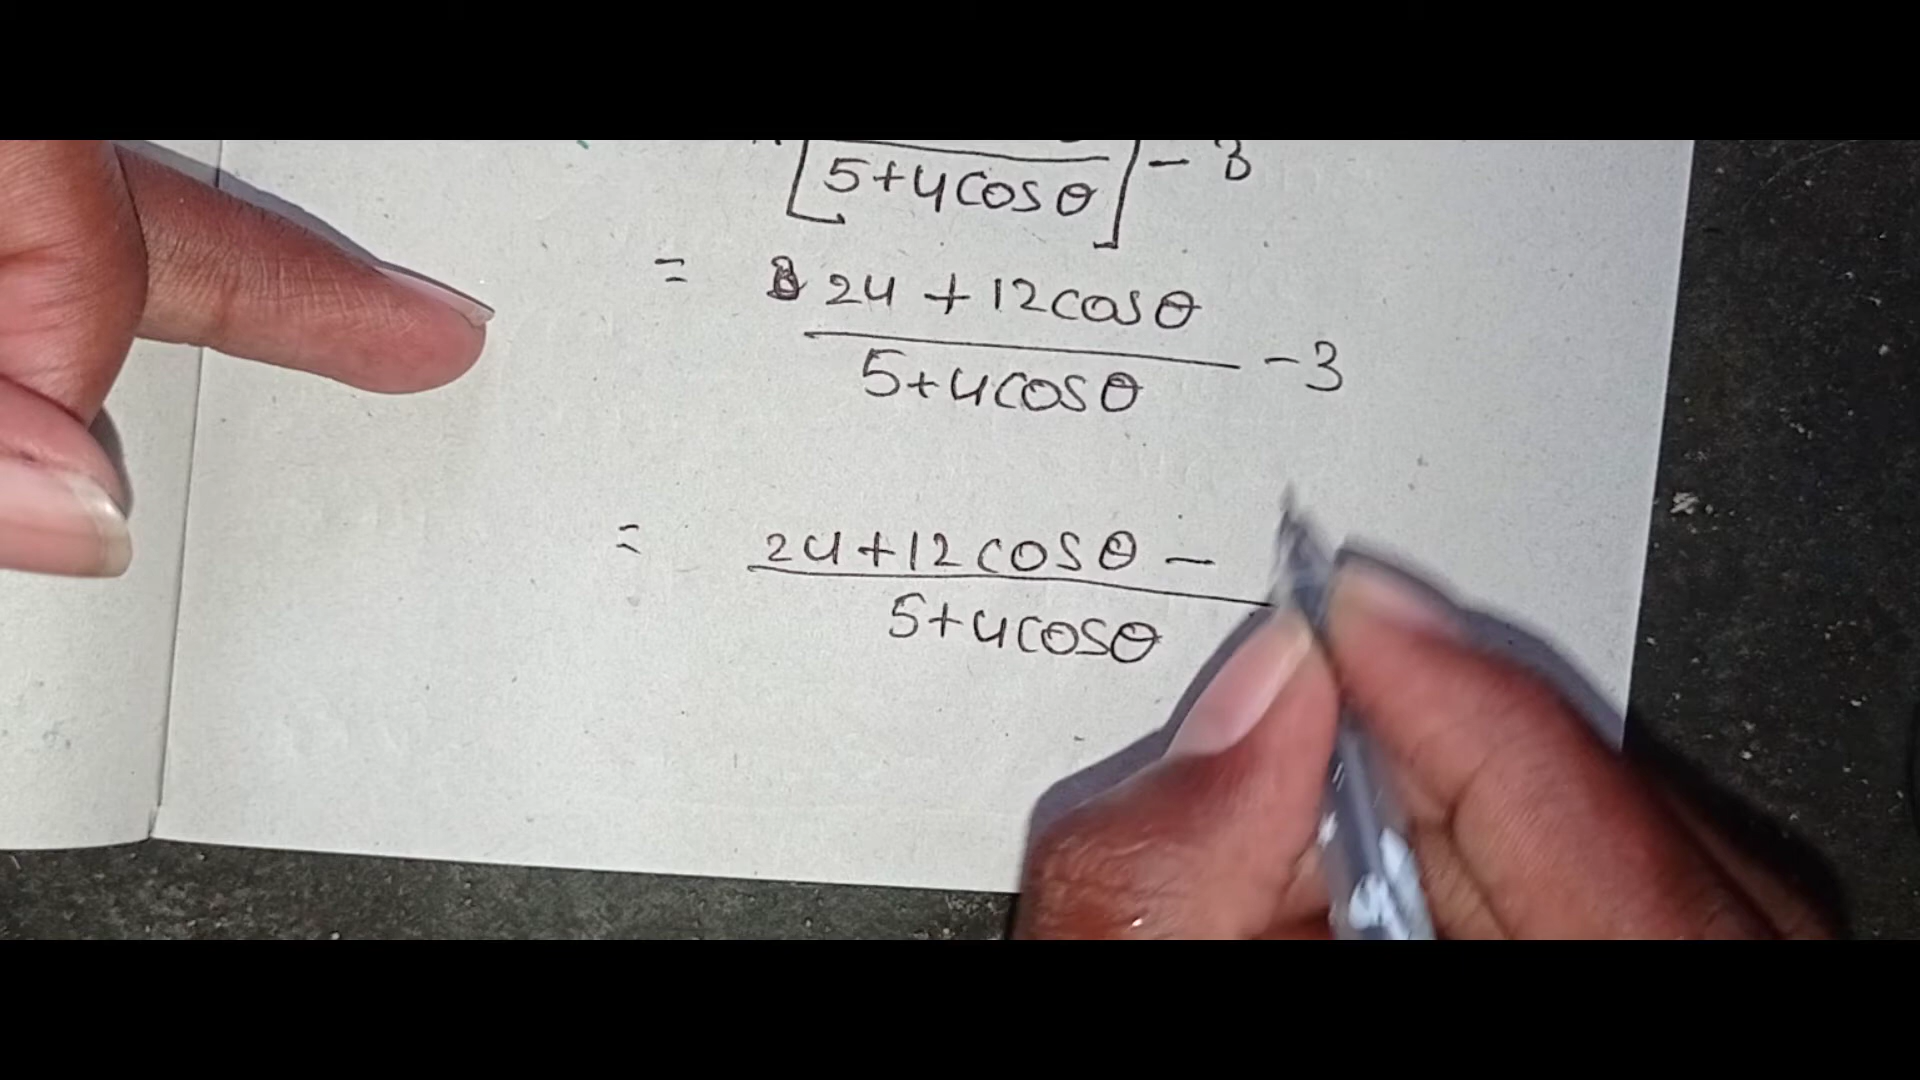 [5+4cosθ] - 3
= 24 + 12cosθ
5+4cosθ - 3
= 24+12cosθ -
5+4cosθ